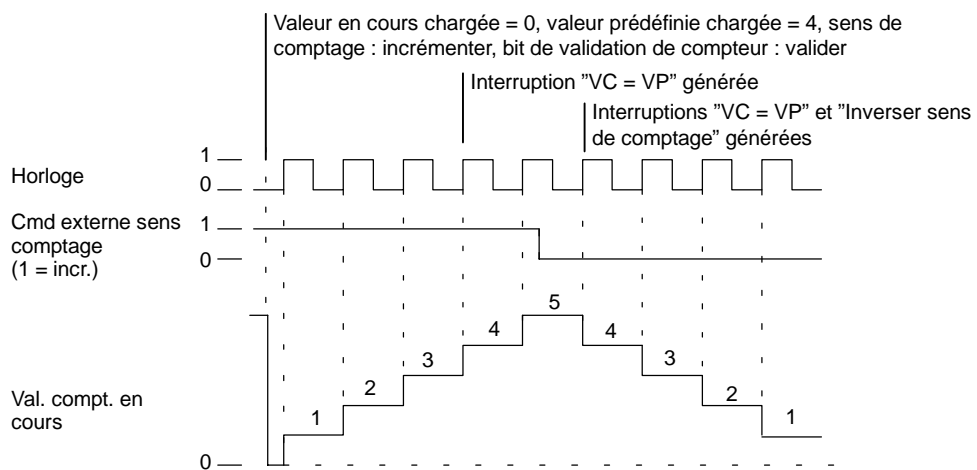 Valeur en cours chargée = 0, valeur prédéfinie chargée = 4, sens de
comptage : incrémenter, bit de validation de compteur : valider
Interruption ”VC = VP” générée
Interruptions ”VC = VP” et ”Inverser sens
de comptage” générées
Horloge
1
0
Cmd externe sens
comptage
(1 = incr.)
1
0
Val. compt. en
cours
0
1
2
3
4
5
4
3
2
1